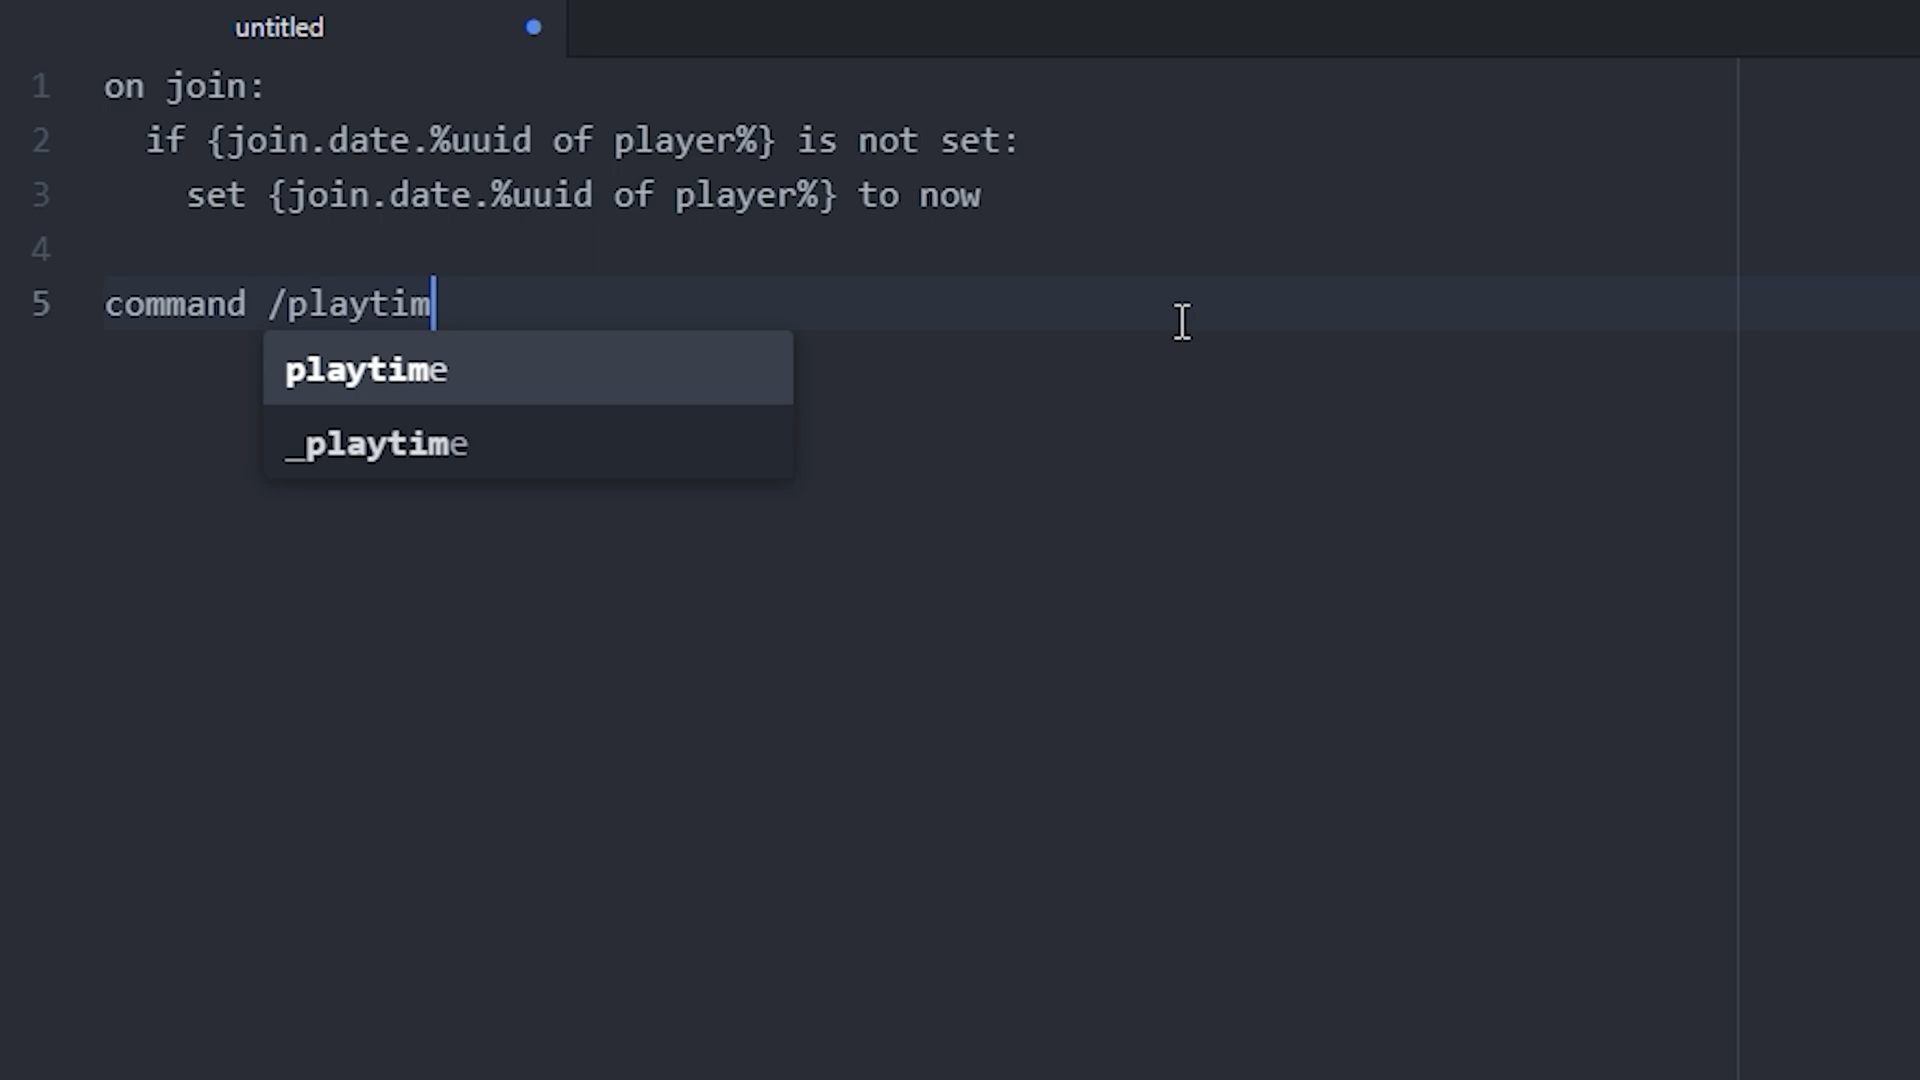 untitled
1 on join:
2 if {join.date.%uuid of player%} is not set:
3 set {join.date.%uuid of player%} to now
4
5 command /playtim
playtime
_playtime